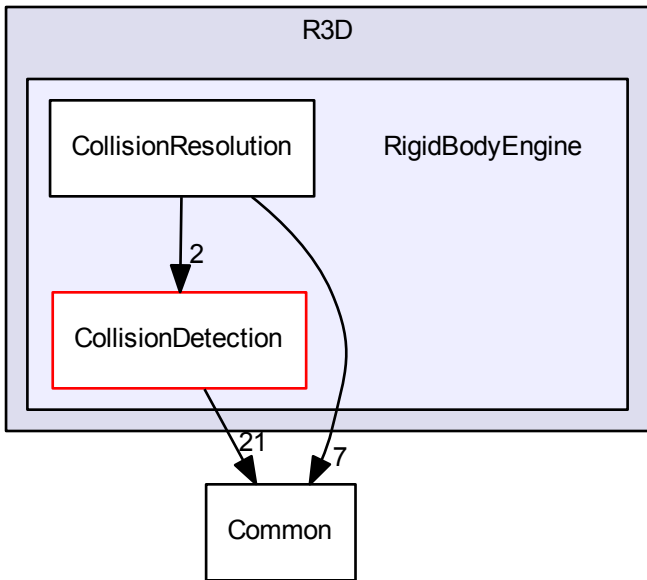 R3D
CollisionResolution
RigidBodyEngine
2
CollisionDetection
21
7
Common